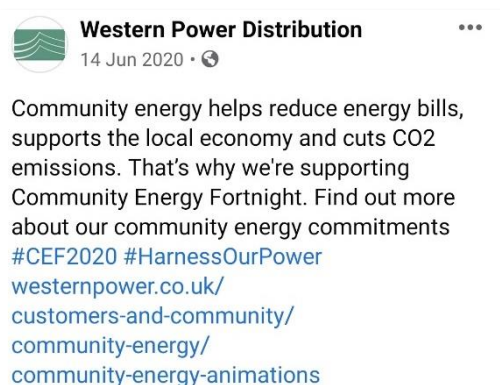 Western Power Distribution
14 Jun 2020 ·
Community energy helps reduce energy bills,
supports the local economy and cuts CO2
emissions. That’s why we're supporting
Community Energy Fortnight. Find out more
about our community energy commitments
#CEF2020 #HarnessOurPower
westernpower.co.uk/
customers-and-community/
community-energy/
community-energy-animations